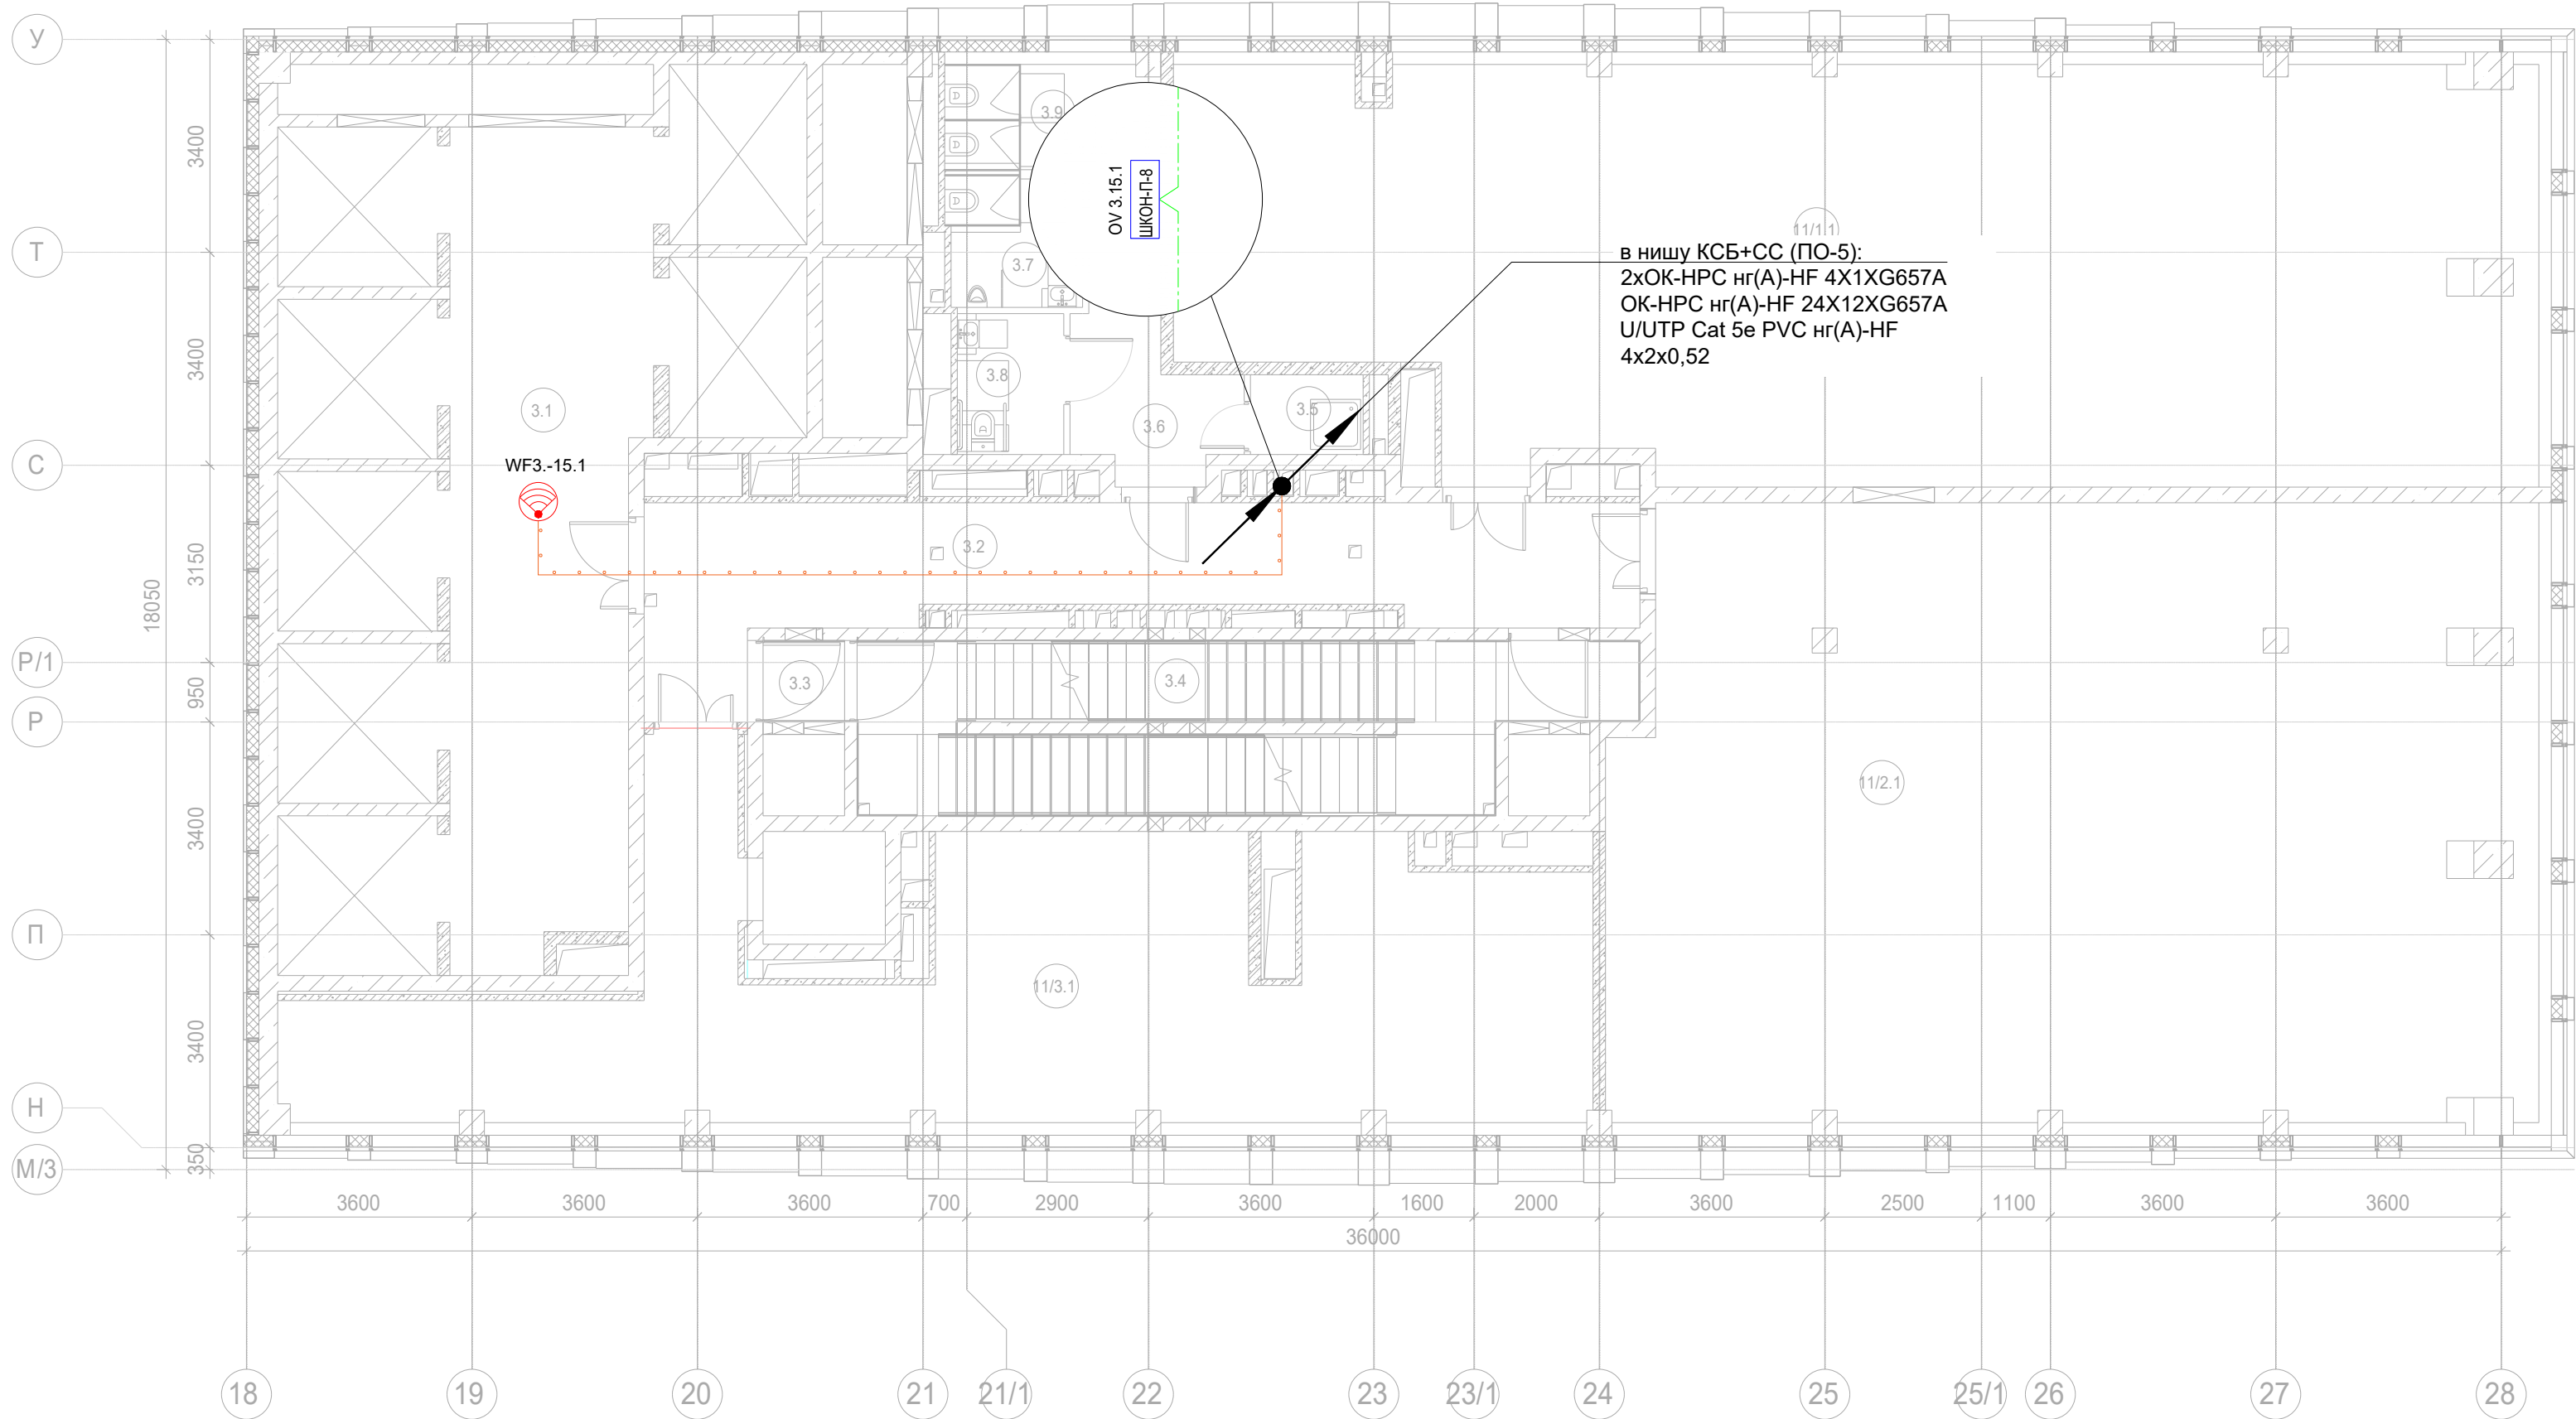 У
Т
С
Р/1
Р
П
Н
М/3
18050
3400
3400
3150
950
3400
3400
350
3.9
3.7
3.8
3.1
3.6
3.5
3.2
3.3
3.4
11/1.1
11/2.1
11/3.1
WF3.-15.1
OV 3.15.1
ШКОН-П-8
в нишу КСБ+СС (ПО-5):
2хОК-НРС нг(А)-HF 4X1XG657A
ОК-НРС нг(А)-HF 24X12XG657A
U/UTP Cat 5e PVC нг(А)-HF
4x2x0,52
3600 3600 3600 700 2900 3600 1600 2000 3600 2500 1100 3600 3600
36000
18 19 20 21 21/1 22 23 23/1 24 25 25/1 26 27 28